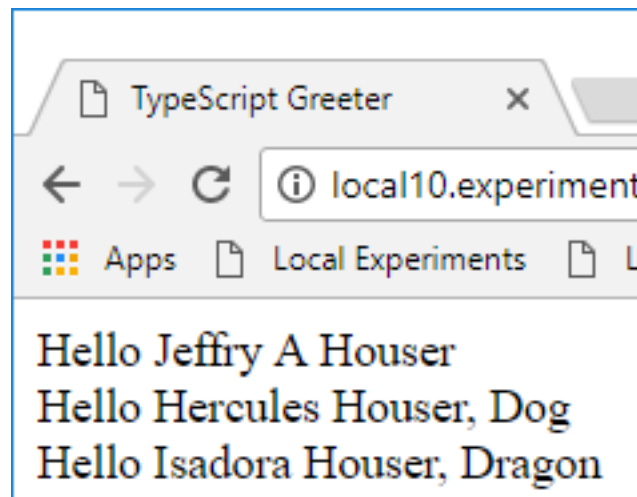 TypeScript Greeter
local10.experiment
Apps Local Experiments L
Hello Jeffry A Houser
Hello Hercules Houser, Dog
Hello Isadora Houser, Dragon